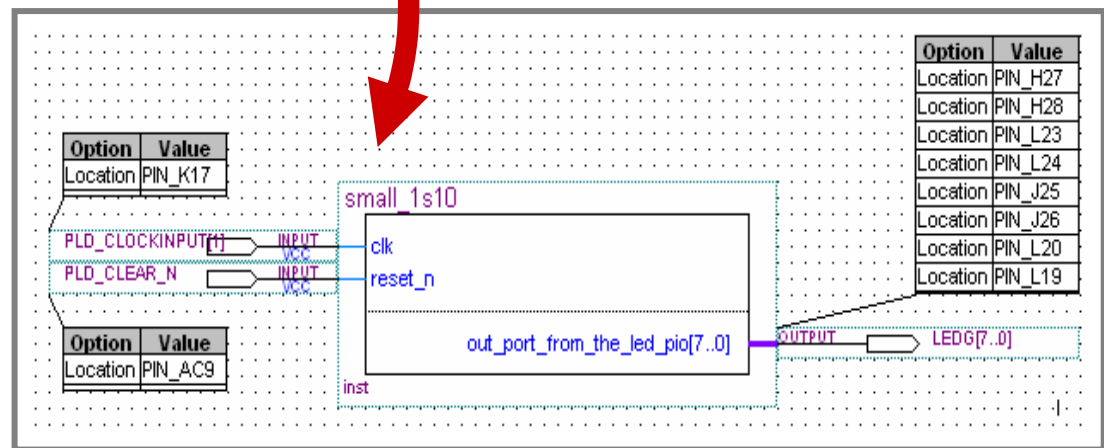 Option Value
Location PIN_H27
Location PIN_H28
Location PIN_L23
Location PIN_L24
Location PIN_J25
Location PIN_J26
Location PIN_L20
Location PIN_L19
Option Value
Location PIN_K17
small_1s10
PLD_CLOCKINPUT[1] INPUT
VCC
clk
PLD_CLEAR_N INPUT
VCC
reset_n
out_port_from_the_led_pio[7..0]
OUTPUT LEDG[7..0]
Option Value
Location PIN_AC9
inst